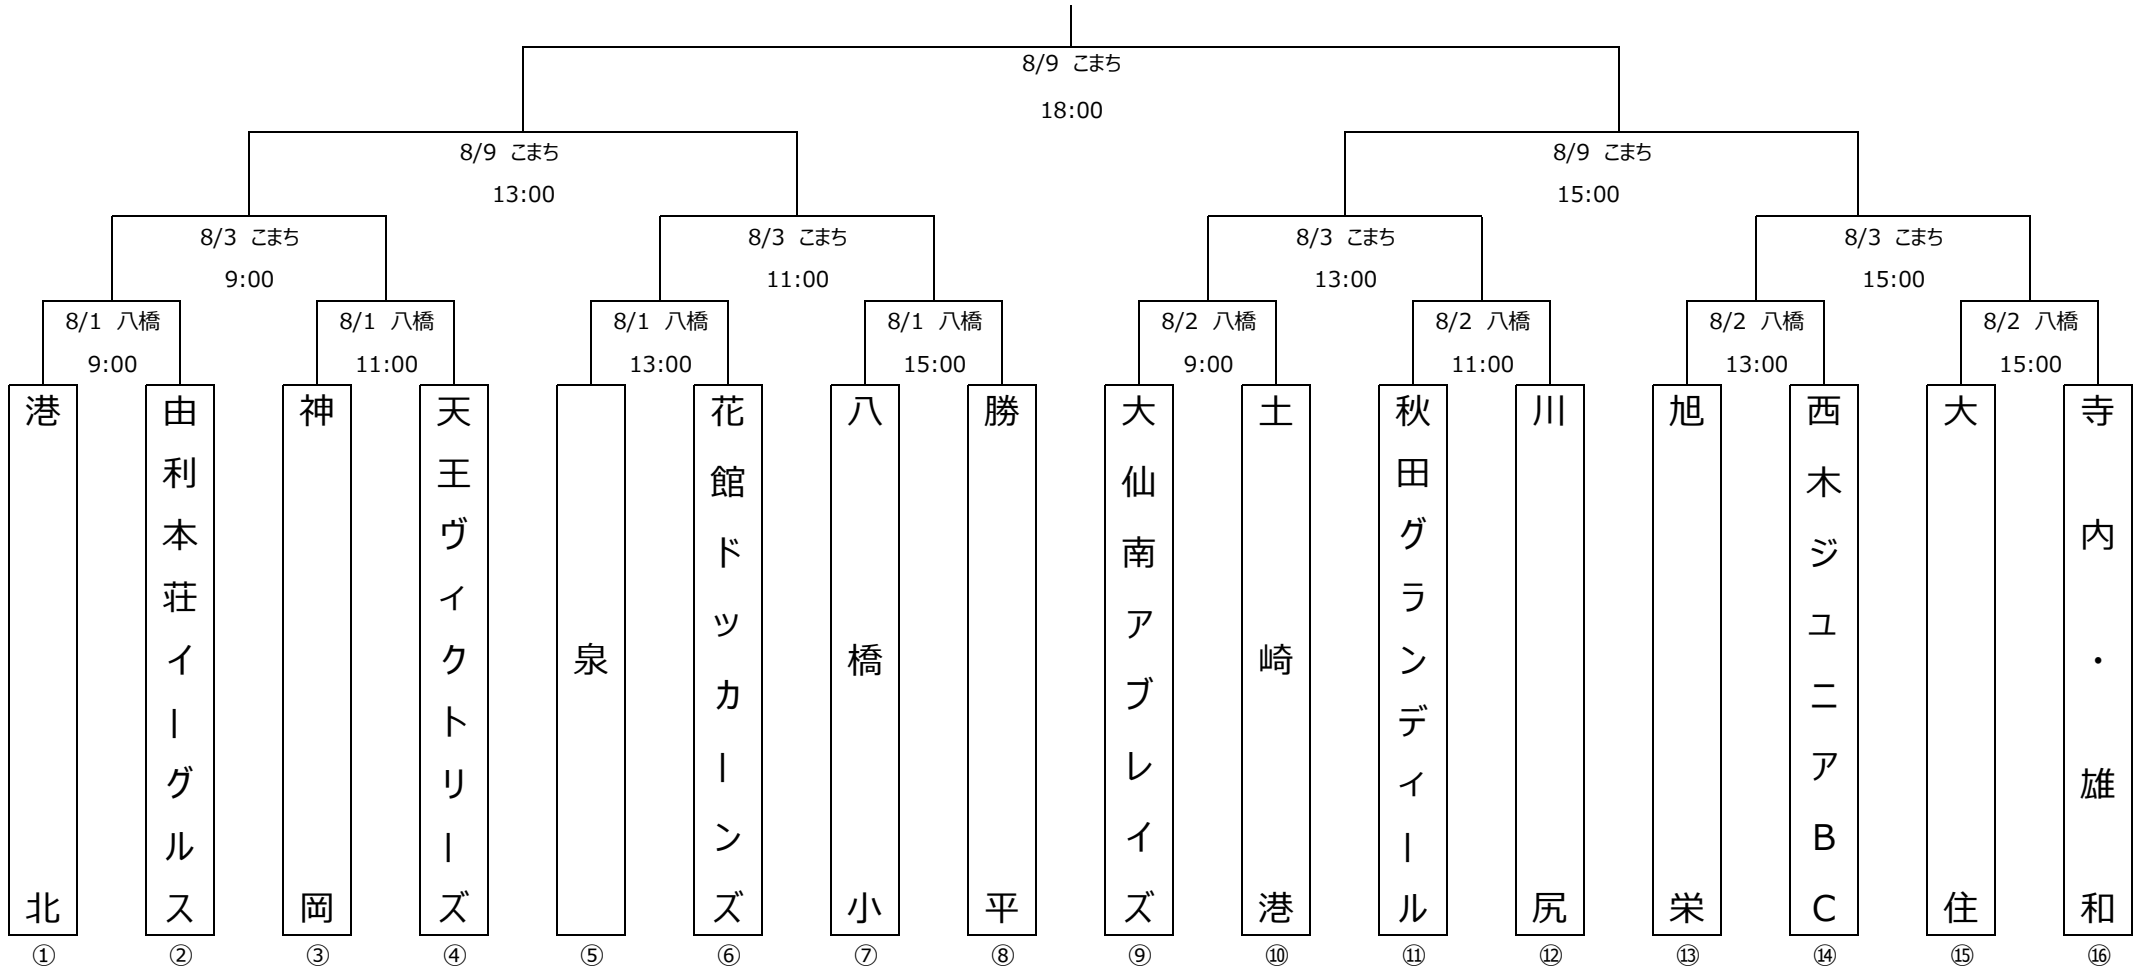 8/9 こまち
18:00
8/9 こまち
13:00
8/9 こまち
15:00
8/3 こまち
9:00
8/3 こまち
11:00
8/3 こまち
13:00
8/3 こまち
15:00
8/1 八橋
9:00
8/1 八橋
11:00
8/1 八橋
13:00
8/1 八橋
15:00
8/2 八橋
9:00
8/2 八橋
11:00
8/2 八橋
13:00
8/2 八橋
15:00
港北
由利本荘イーグルス
神岡
天王ヴィクトリーズ
泉
花館ドッカーンズ
八橋小
勝平
大仙南アブレイズ
土崎港
秋田グランディール
川尻
旭栄
西木ジュニアBC
大住
寺内・雄和
① ② ③ ④ ⑤ ⑥ ⑦ ⑧ ⑨ ⑩ ⑪ ⑫ ⑬ ⑭ ⑮ ⑯